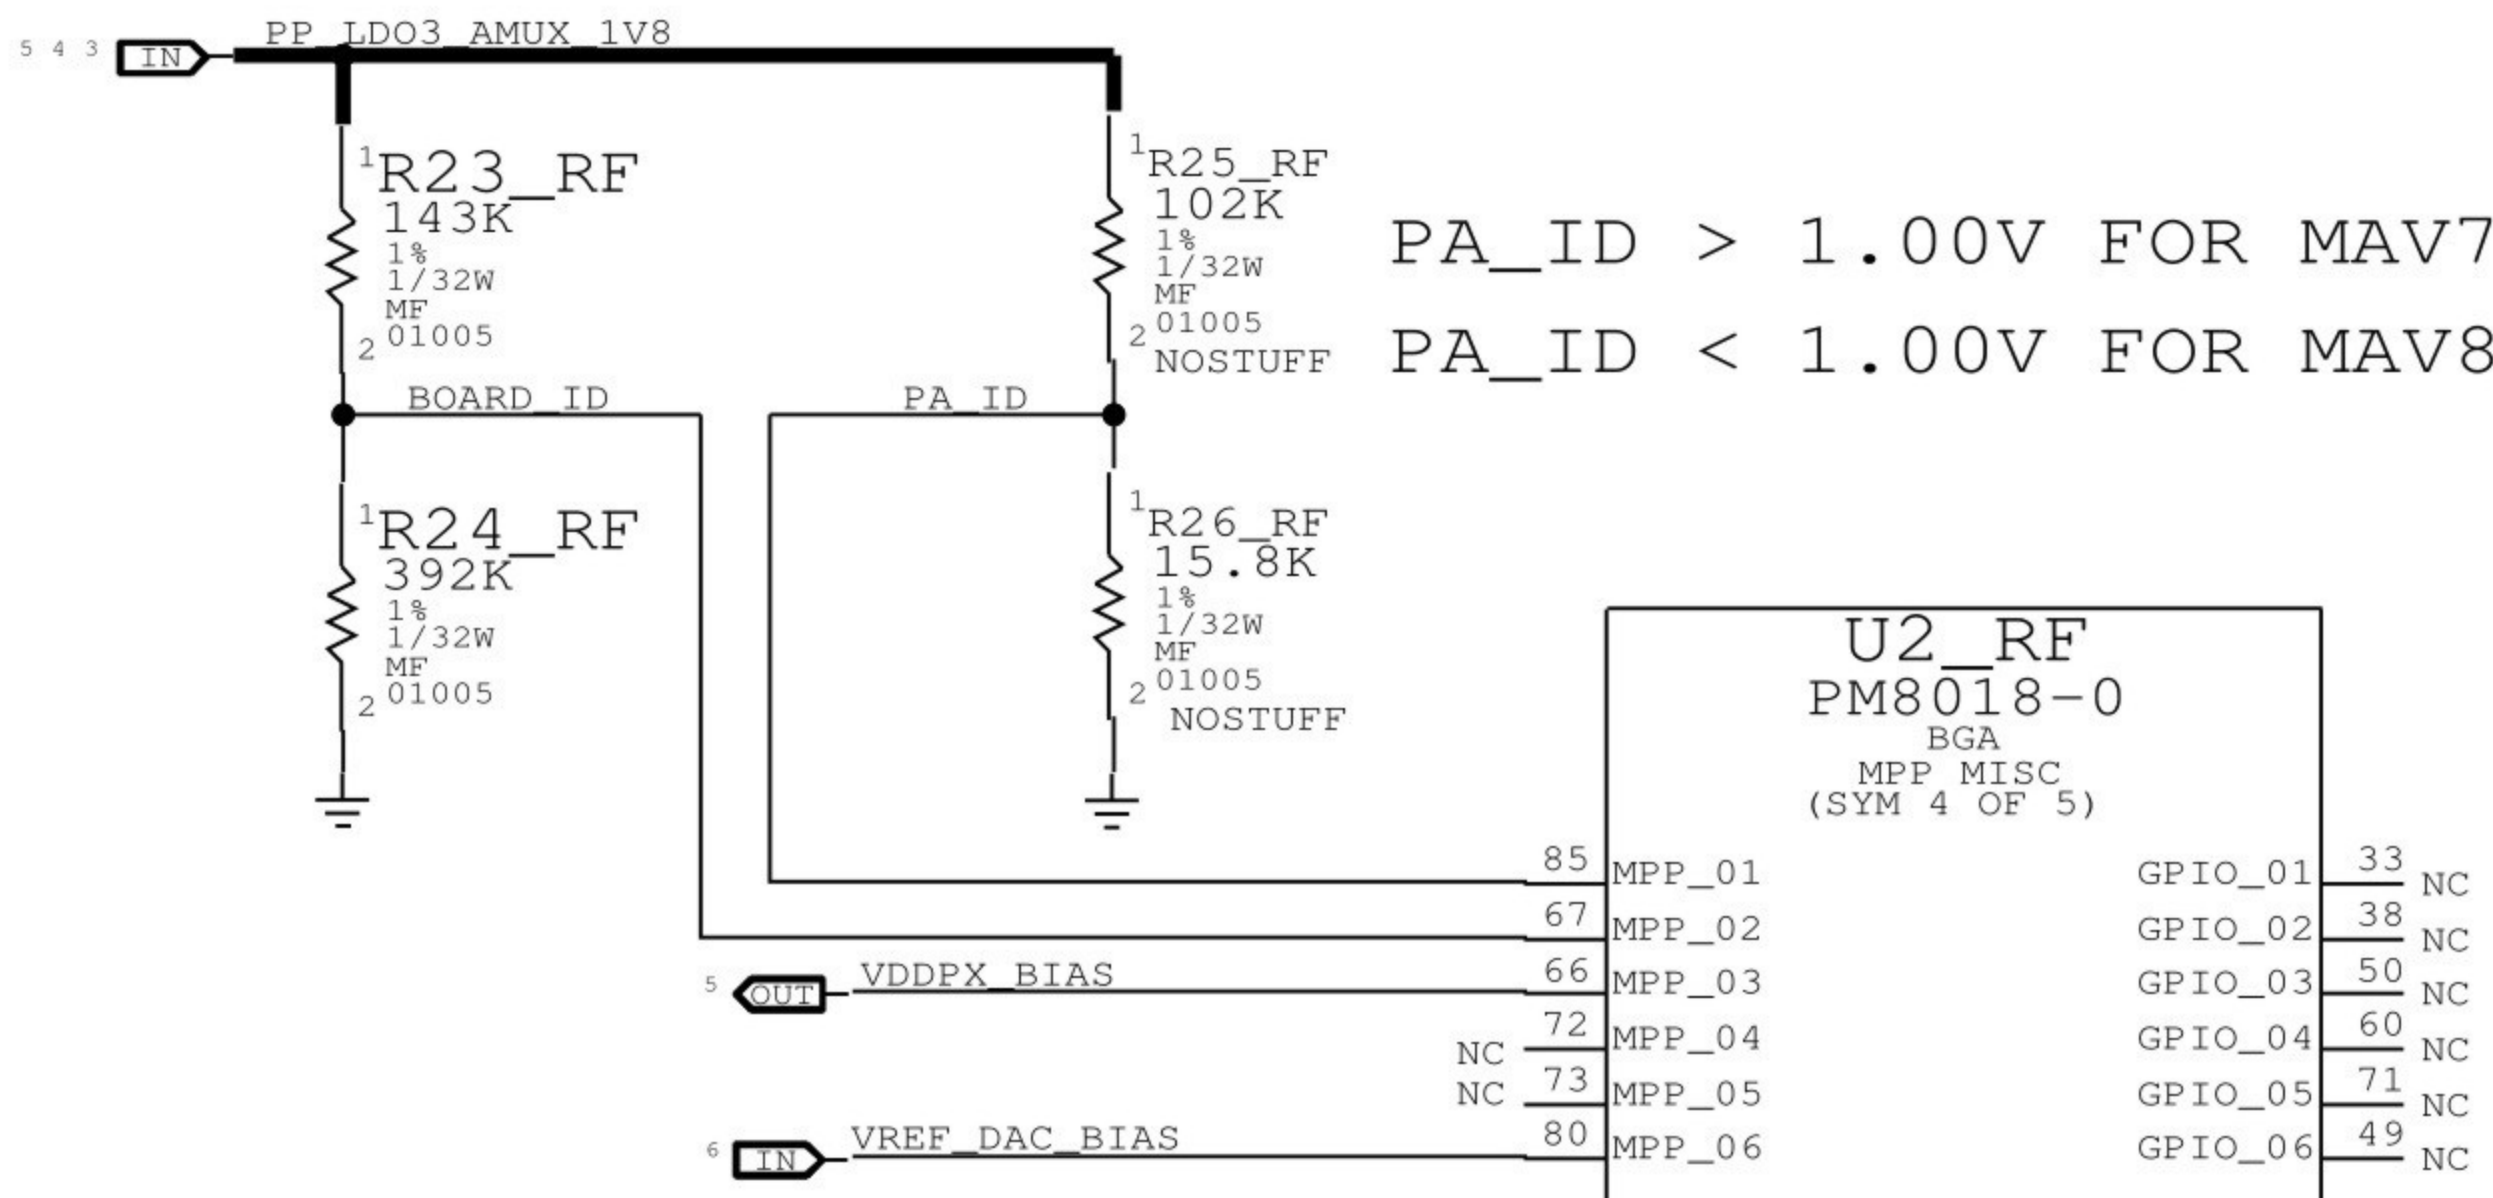 5 4 3 IN PP_LDO3_AMUX_1V8
1 R23_RF
143K
1%
1/32W
MF
01005
2
1 R25_RF
102K
1%
1/32W
MF
01005
2
NOSTUFF
PA_ID > 1.00V FOR MAV7
PA_ID < 1.00V FOR MAV8
BOARD_ID
PA_ID
1 R24_RF
392K
1%
1/32W
MF
01005
2
1 R26_RF
15.8K
1%
1/32W
MF
01005
2
NOSTUFF
U2_RF
PM8018-0
BGA
MPP MISC
(SYM 4 OF 5)
85 MPP_01 GPIO_01 33 NC
67 MPP_02 GPIO_02 38 NC
5 OUT VDDPX_BIAS 66 MPP_03 GPIO_03 50 NC
NC 72 MPP_04 GPIO_04 60 NC
NC 73 MPP_05 GPIO_05 71 NC
6 IN VREF_DAC_BIAS 80 MPP_06 GPIO_06 49 NC